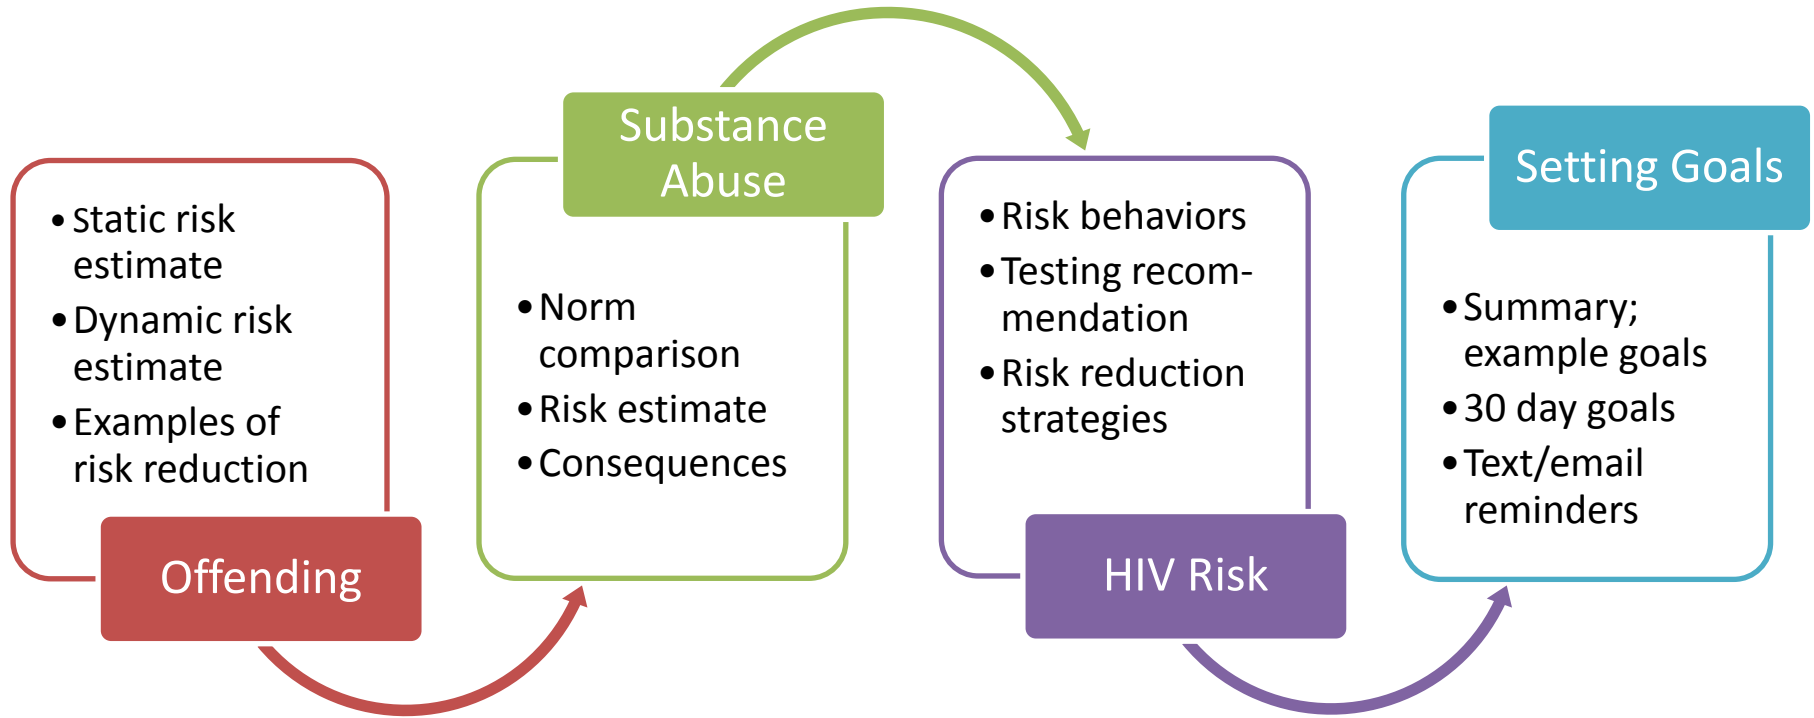 • Static risk
estimate
• Dynamic risk
estimate
• Examples of
risk reduction
Offending
Substance
Abuse
• Norm
comparison
• Risk estimate
• Consequences
• Risk behaviors
• Testing recom-
mendation
• Risk reduction
strategies
HIV Risk
Setting Goals
• Summary;
example goals
• 30 day goals
• Text/email
reminders